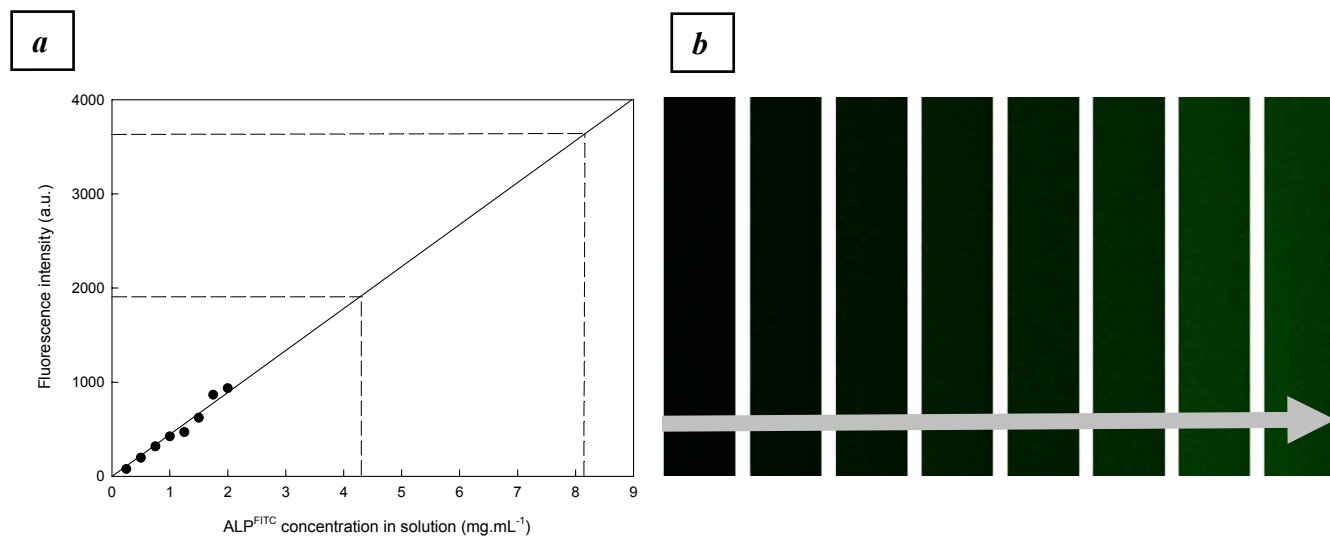 a
b
4000
3000
2000
1000
0
Fluorescence intensity (a.u.)
0 1 2 3 4 5 6 7 8 9
ALP^FITC concentration in solution (mg.mL⁻¹)